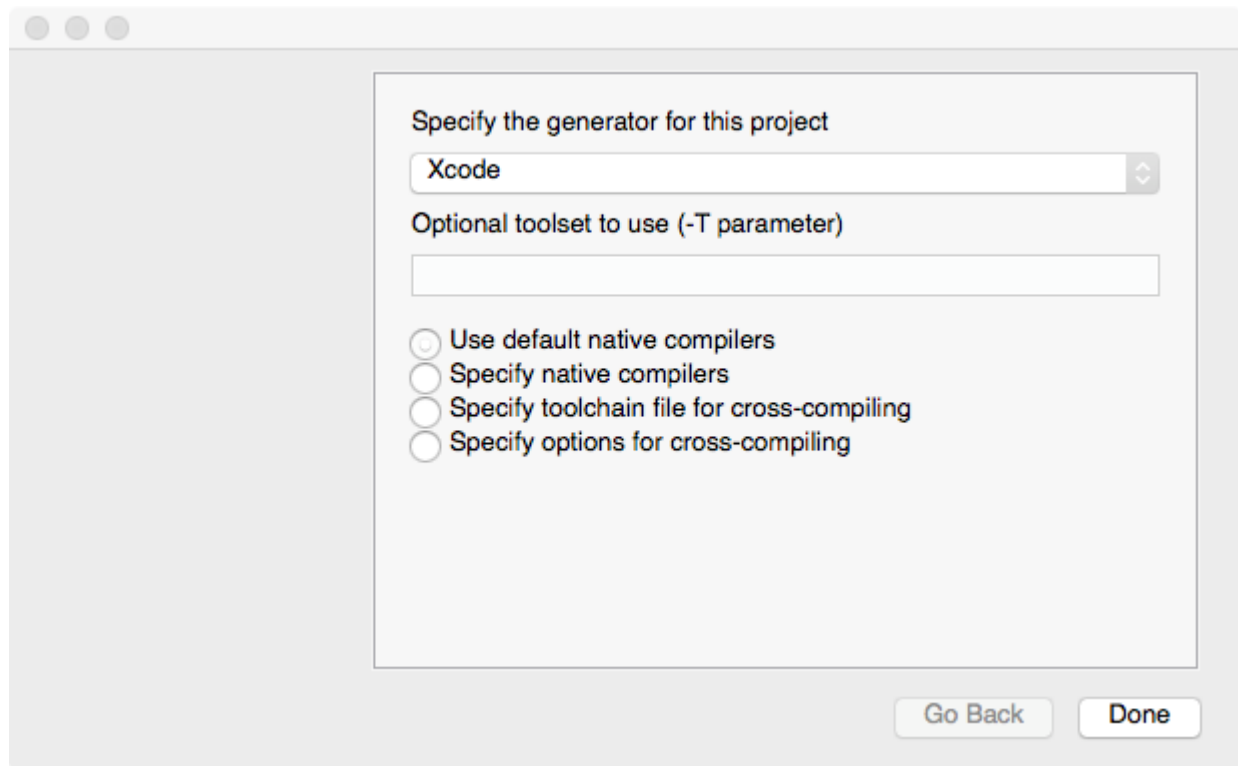 Specify the generator for this project
Xcode
Optional toolset to use (-T parameter)
Use default native compilers
Specify native compilers
Specify toolchain file for cross-compiling
Specify options for cross-compiling
Go Back
Done